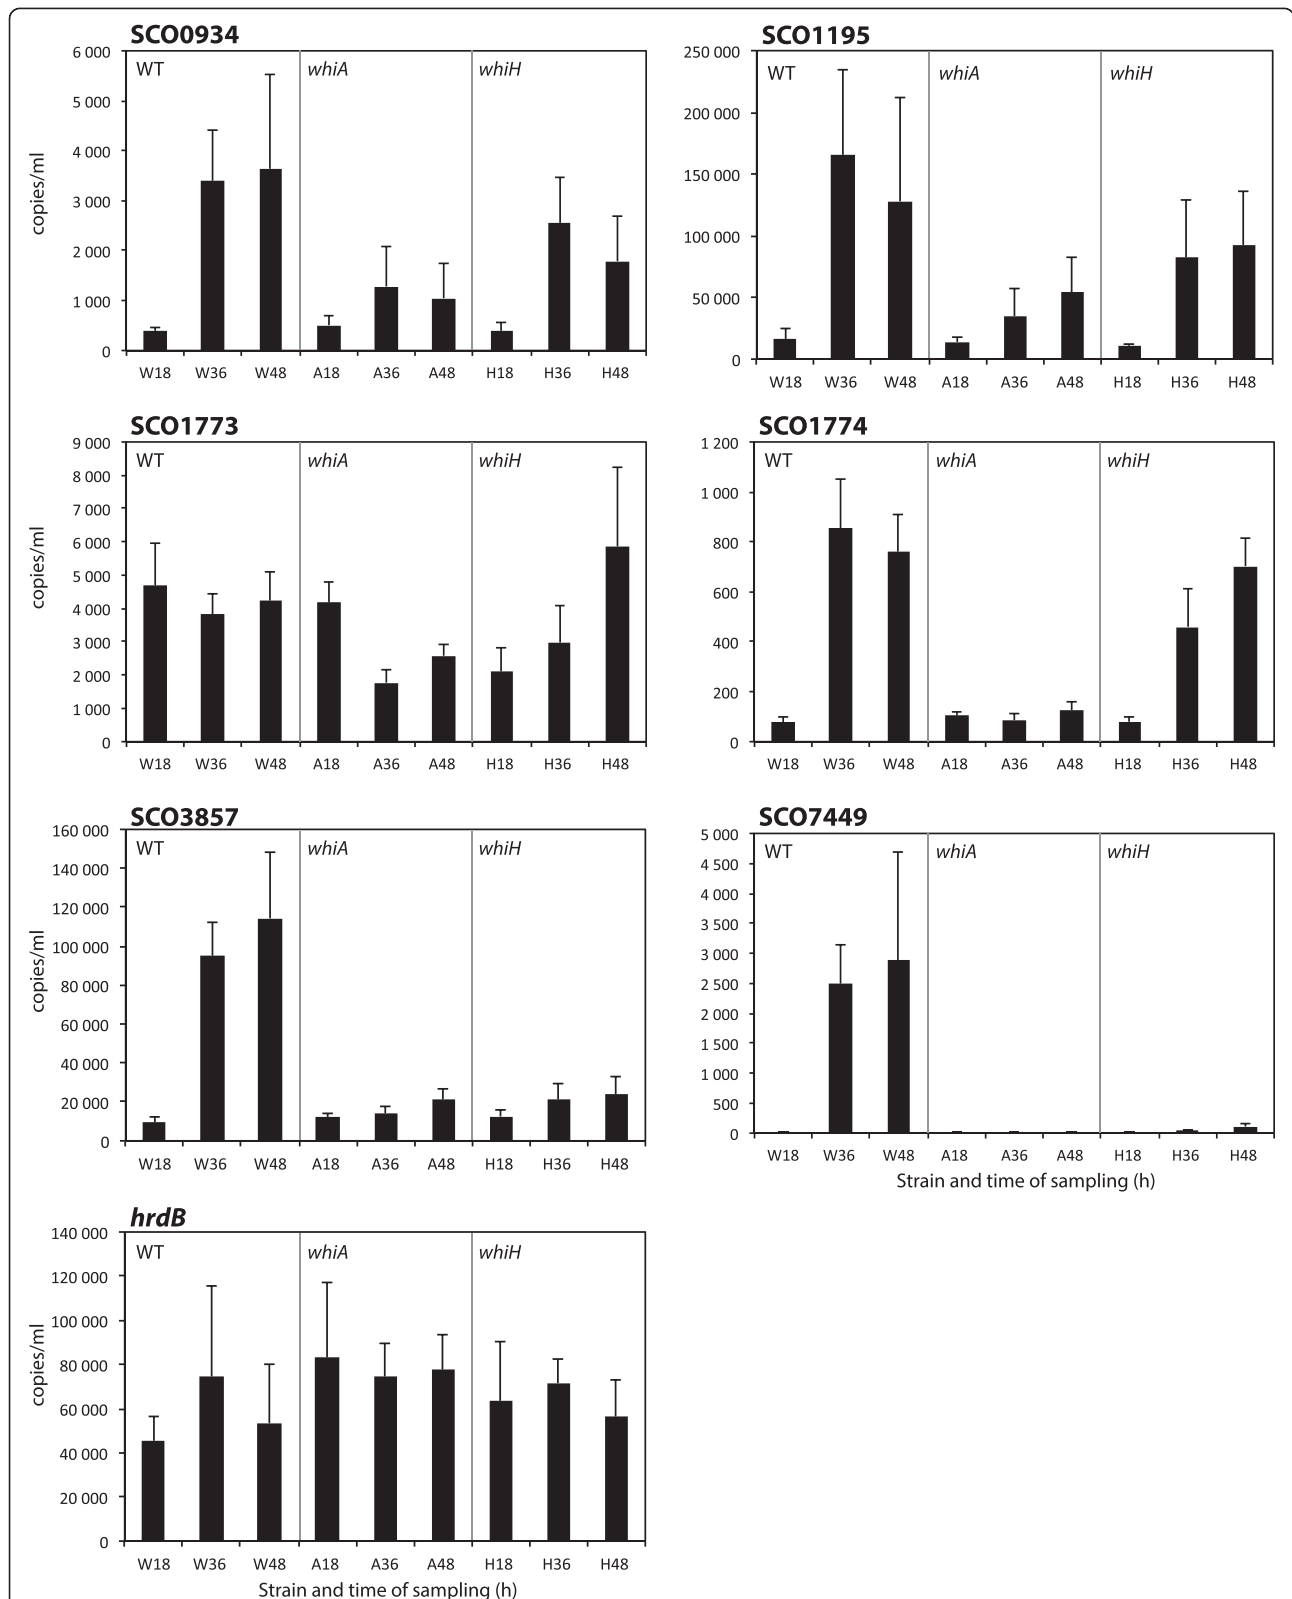 SCO0934
6 000
5 000
4 000
3 000
2 000
1 000
0
copies/ml
WT
whiA
whiH
W18 W36 W48 A18 A36 A48 H18 H36 H48
SCO1195
250 000
200 000
150 000
100 000
50 000
0
WT
whiA
whiH
W18 W36 W48 A18 A36 A48 H18 H36 H48
SCO1773
9 000
8 000
7 000
6 000
5 000
4 000
3 000
2 000
1 000
0
copies/ml
WT
whiA
whiH
W18 W36 W48 A18 A36 A48 H18 H36 H48
SCO1774
1 200
1 000
800
600
400
200
0
WT
whiA
whiH
W18 W36 W48 A18 A36 A48 H18 H36 H48
SCO3857
160 000
140 000
120 000
100 000
80 000
60 000
40 000
20 000
0
copies/ml
WT
whiA
whiH
W18 W36 W48 A18 A36 A48 H18 H36 H48
SCO7449
5 000
4 500
4 000
3 500
3 000
2 500
2 000
1 500
1 000
500
0
WT
whiA
whiH
W18 W36 W48 A18 A36 A48 H18 H36 H48
Strain and time of sampling (h)
hrdB
140 000
120 000
100 000
80 000
60 000
40 000
20 000
0
copies/ml
WT
whiA
whiH
W18 W36 W48 A18 A36 A48 H18 H36 H48
Strain and time of sampling (h)